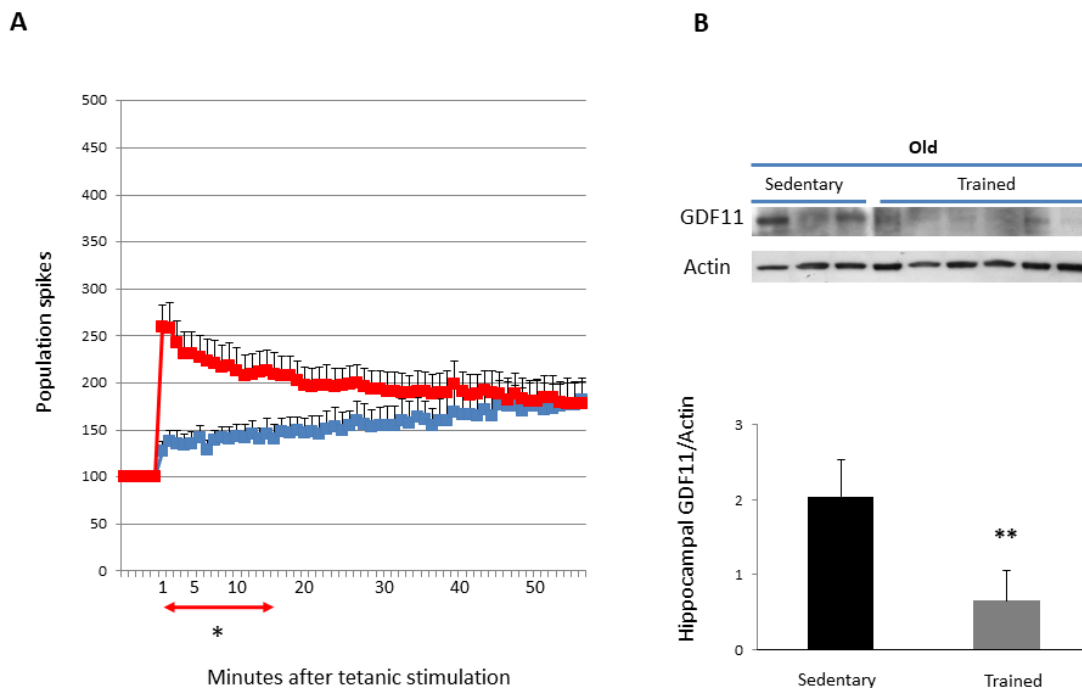 A
500
450
400
350
300
250
200
150
100
50
0
Population spikes
1 5 10 20 30 40 50
*
Minutes after tetanic stimulation
B
Old
Sedentary Trained
GDF11
Actin
Hippocampal GDF11/Actin
3
2
1
0
**
Sedentary Trained